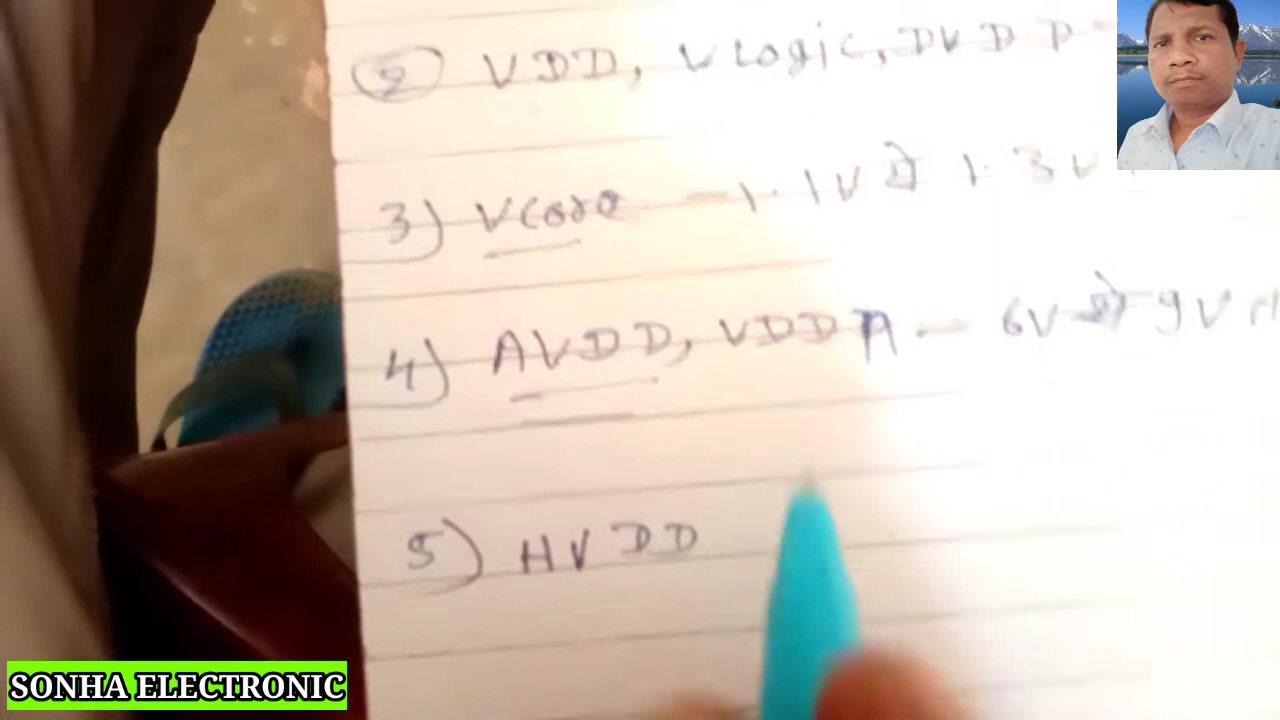 2 VDD, VLogic, DVDD
3) Vcore - 1.1V से 1.3V
4) AVDD, VDDA - 6V से 9V
5) HVDD
SONHA ELECTRONIC